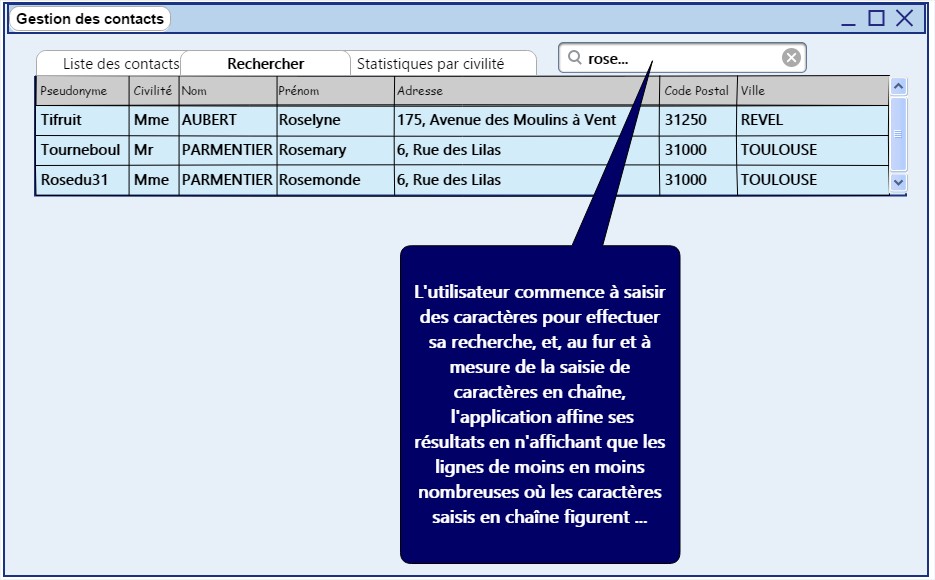 Gestion des contacts
Liste des contacts Rechercher Statistiques par civilité rose...
Pseudonyme Civilité Nom Prénom Adresse Code Postal Ville
Tifruit Mme AUBERT Roselyne 175, Avenue des Moulins à Vent 31250 REVEL
Tourneboul Mr PARMENTIER Rosemary 6, Rue des Lilas 31000 TOULOUSE
Rosedu31 Mme PARMENTIER Rosemonde 6, Rue des Lilas 31000 TOULOUSE
L'utilisateur commence à saisir
des caractères pour effectuer
sa recherche, et, au fur et à
mesure de la saisie de
caractères en chaîne,
l'application affine ses
résultats en n'affichant que les
lignes de moins en moins
nombreuses où les caractères
saisis en chaîne figurent ...